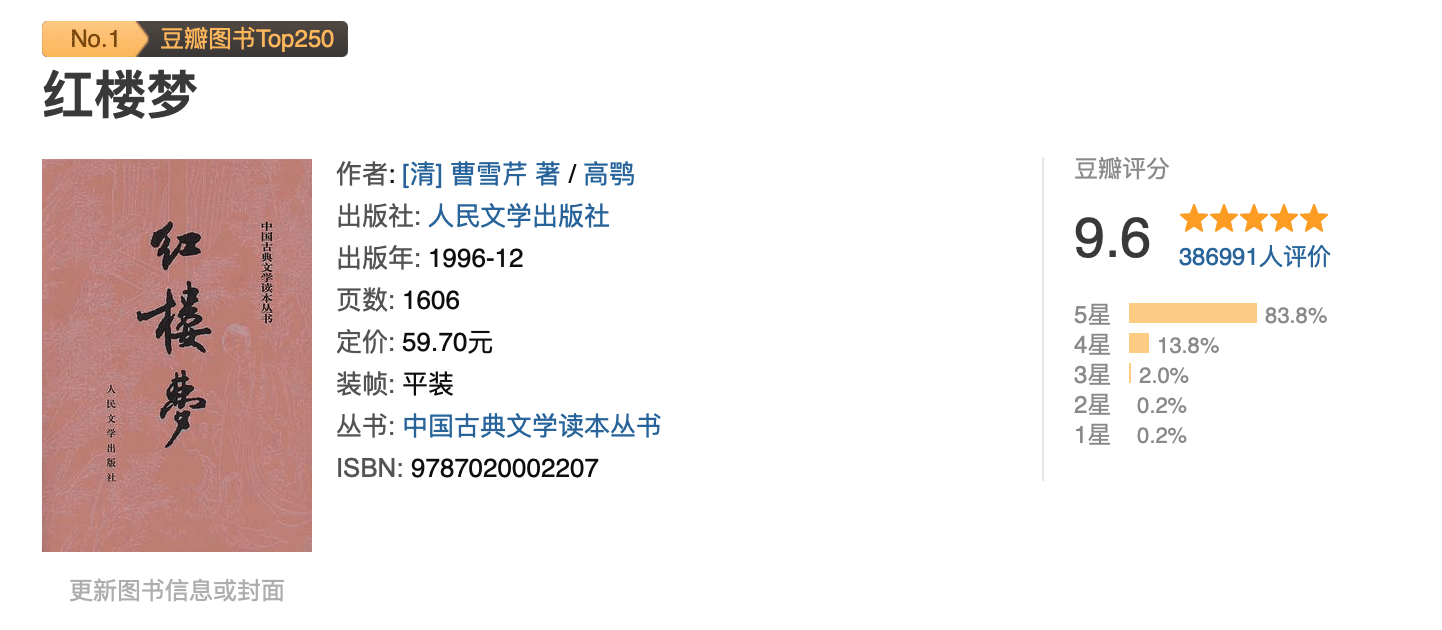 No.1 豆瓣图书Top250
红楼梦
红楼梦
中国古典文学读本丛书
人民文学出版社
作者: [清] 曹雪芹 著 / 高鹗
出版社: 人民文学出版社
出版年: 1996-12
页数: 1606
定价: 59.70元
装帧: 平装
丛书: 中国古典文学读本丛书
ISBN: 9787020002207
更新图书信息或封面
豆瓣评分
9.6
386991人评价
5星 83.8%
4星 13.8%
3星 2.0%
2星 0.2%
1星 0.2%